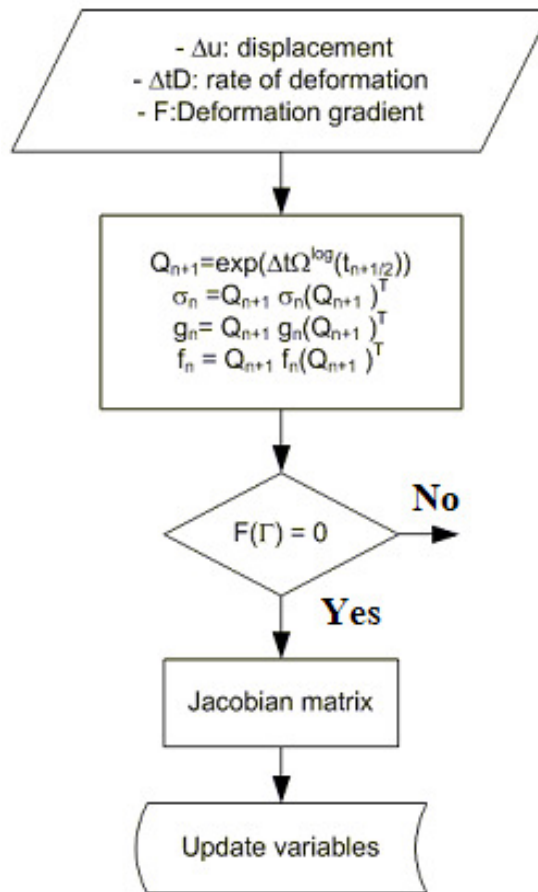 - Δu: displacement
- ΔtD: rate of deformation
- F:Deformation gradient
Qₙ₊₁=exp(ΔtΩˡᵒᵍ(tₙ₊₁/₂))
σₙ =Qₙ₊₁ σₙ(Qₙ₊₁ )ᵀ
gₙ= Qₙ₊₁ gₙ(Qₙ₊₁ )ᵀ
fₙ = Qₙ₊₁ fₙ(Qₙ₊₁ )ᵀ
F(Γ) = 0
No
Yes
Jacobian matrix
Update variables